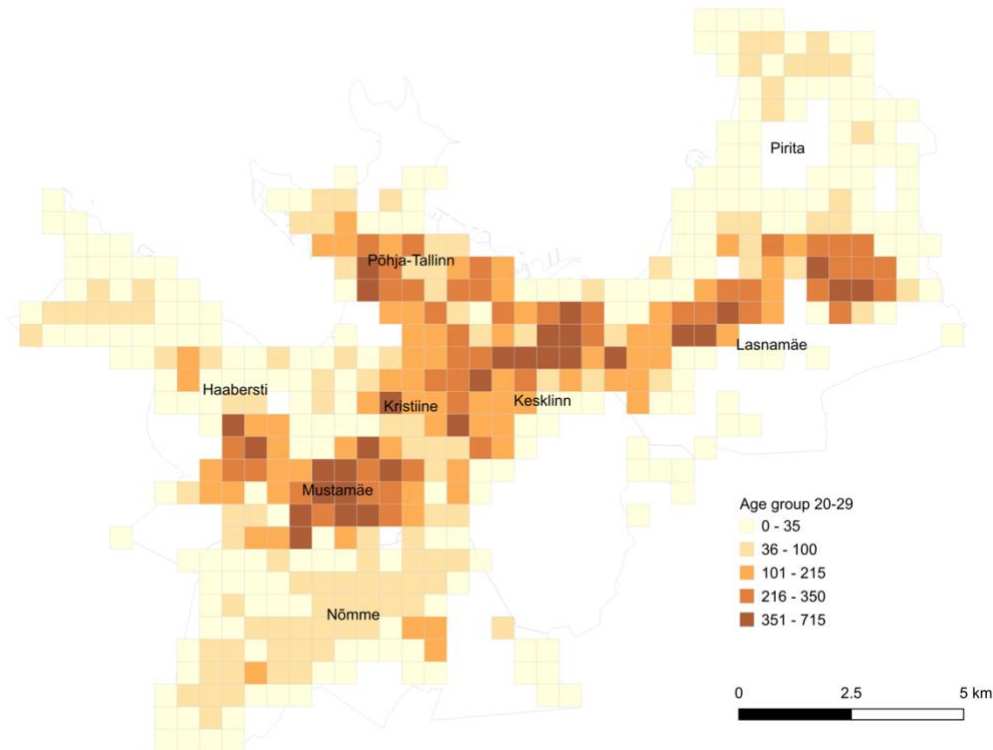 Pirita
Põhja-Tallinn
Lasnamäe
Haabersti
Kristiine
Kesklinn
Mustamäe
Nõmme
Age group 20-29
0 - 35
36 - 100
101 - 215
216 - 350
351 - 715
0 2.5 5 km